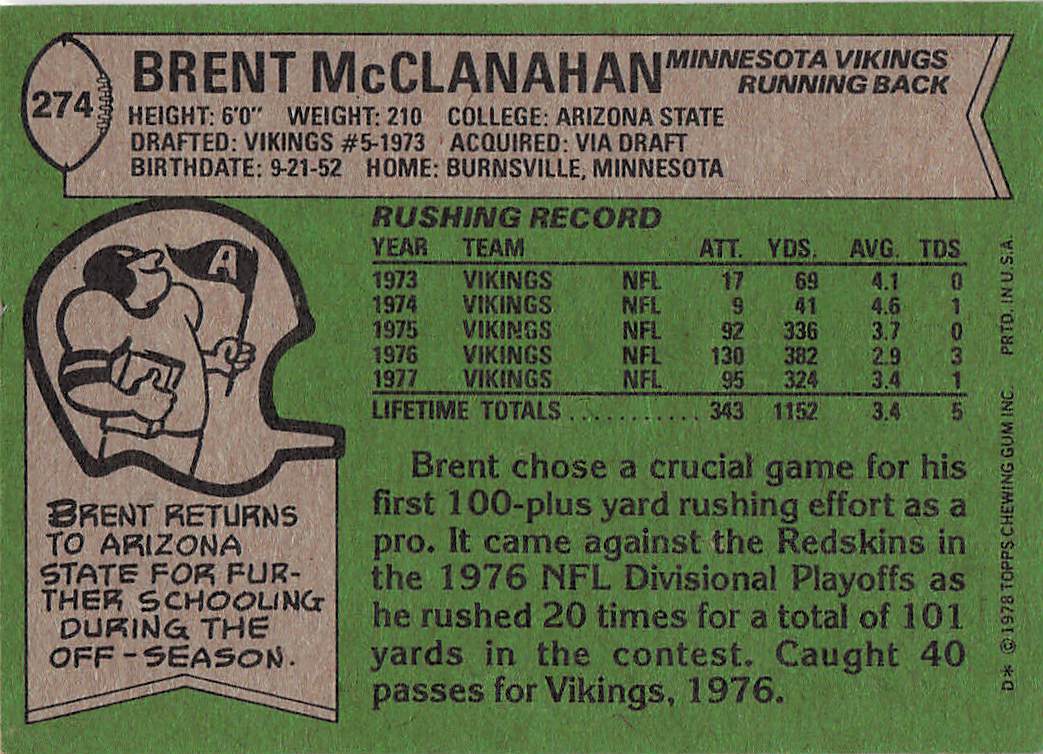 274
BRENT McCLANAHAN
MINNESOTA VIKINGS
RUNNING BACK
HEIGHT: 6'0" WEIGHT: 210 COLLEGE: ARIZONA STATE
DRAFTED: VIKINGS #5-1973 ACQUIRED: VIA DRAFT
BIRTHDATE: 9-21-52 HOME: BURNSVILLE, MINNESOTA
RUSHING RECORD
YEAR TEAM ATT. YDS. AVG. TDS
1973 VIKINGS NFL 17 69 4.1 0
1974 VIKINGS NFL 9 41 4.6 1
1975 VIKINGS NFL 92 336 3.7 0
1976 VIKINGS NFL 130 382 2.9 3
1977 VIKINGS NFL 95 324 3.4 1
LIFETIME TOTALS ........... 343 1152 3.4 5
A
BRENT RETURNS
TO ARIZONA
STATE FOR FUR-
THER SCHOOLING
DURING THE
OFF-SEASON.
Brent chose a crucial game for his
first 100-plus yard rushing effort as a
pro. It came against the Redskins in
the 1976 NFL Divisional Playoffs as
he rushed 20 times for a total of 101
yards in the contest. Caught 40
passes for Vikings, 1976.
D* ©1978 TOPPS CHEWING GUM INC. PRTD. IN U.S.A.